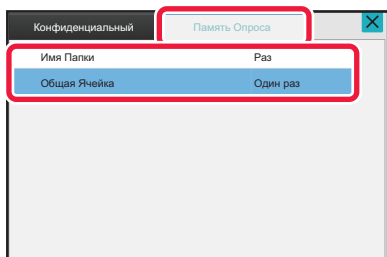 Конфиденциальный Память Опроса
Имя Папки Раз
Общая Ячейка Один раз